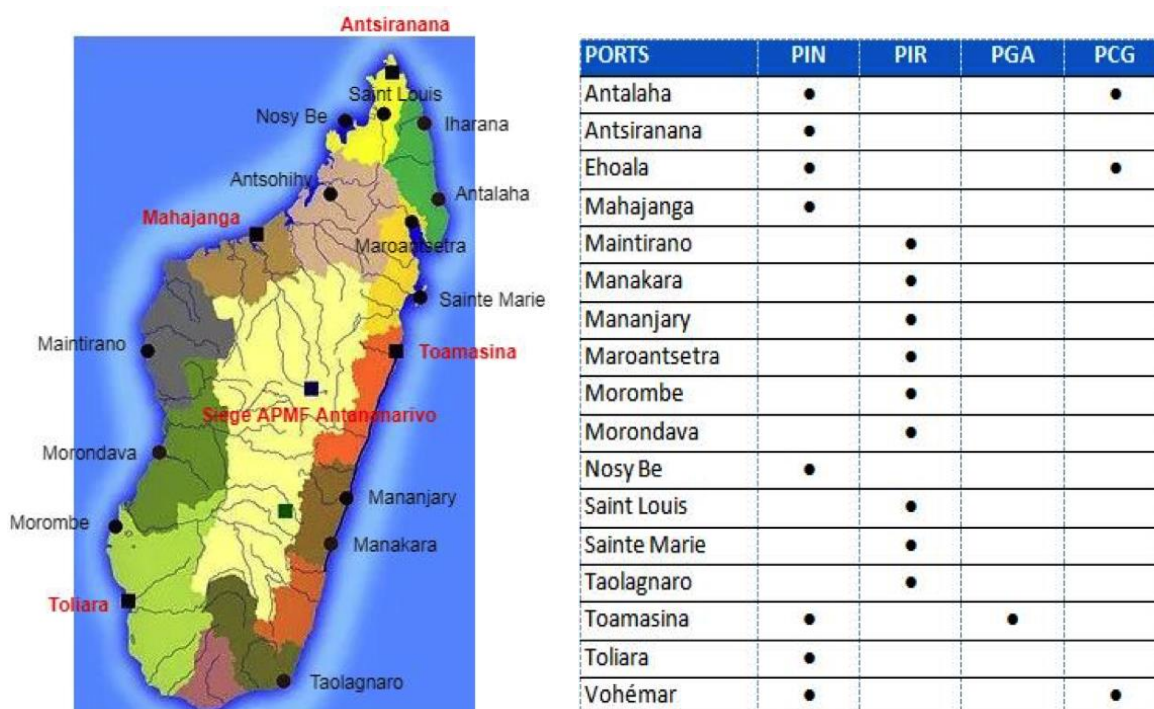 Antsiranana
Saint Louis
Nosy Be
Iharana
Antsohihy
Antalaha
Mahajanga
Maroantsetra
Sainte Marie
Maintirano
Toamasina
Siège APMF Antananarivo
Morondava
Mananjary
Morombe
Manakara
Toliara
Taolagnaro
PORTS PIN PIR PGA PCG
Antalaha ● ●
Antsiranana ●
Ehoala ● ●
Mahajanga ●
Maintirano ●
Manakara ●
Mananjary ●
Maroantsetra ●
Morombe ●
Morondava ●
Nosy Be ●
Saint Louis ●
Sainte Marie ●
Taolagnaro ●
Toamasina ● ●
Toliara ●
Vohémar ● ●